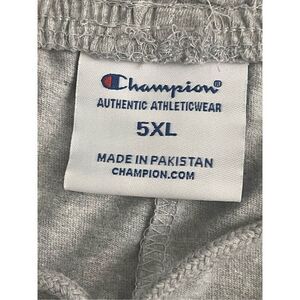 Champion®
AUTHENTIC ATHLETICWEAR
5XL
MADE IN PAKISTAN
CHAMPION.COM